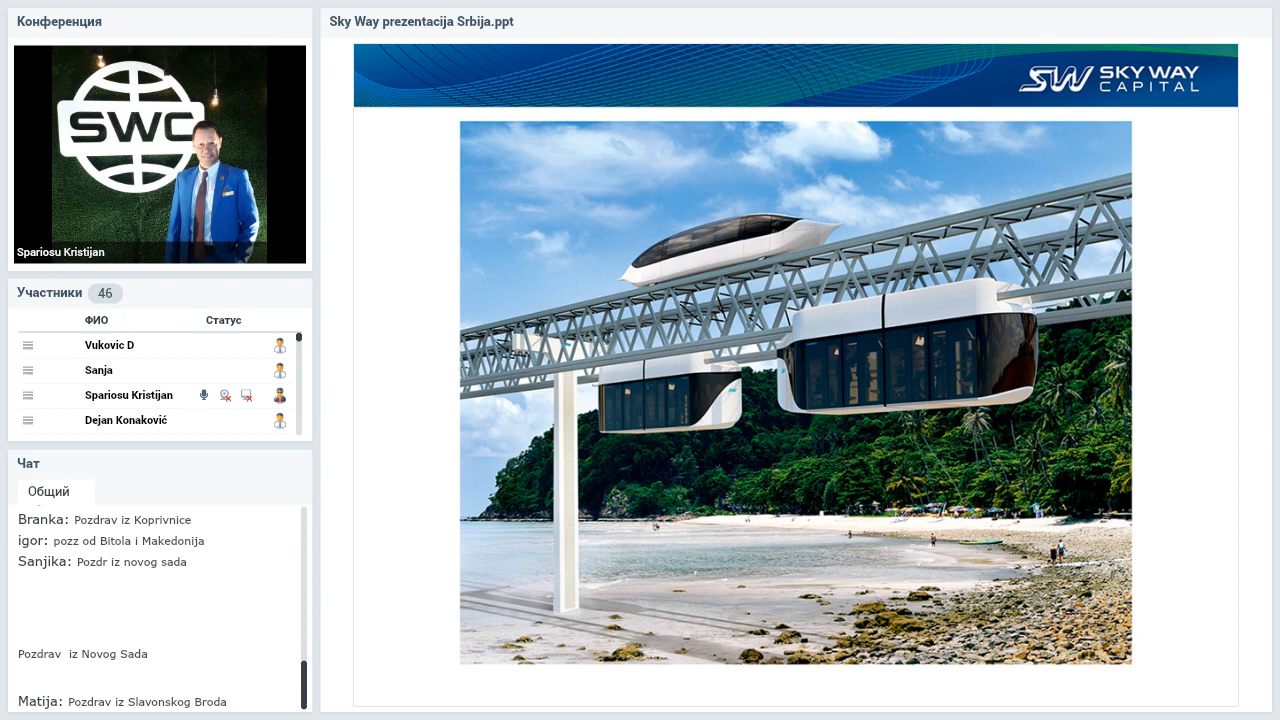 Конференция
SWC
Spariosu Kristijan
Участники 46
ФИО Статус
Vukovic D
Sanja
Spariosu Kristijan
Dejan Konaković
Чат
Общий
Branka: Pozdrav iz Koprivnice
igor: pozz od Bitola i Makedonija
Sanjika: Pozdr iz novog sada
Pozdrav iz Novog Sada
Matija: Pozdrav iz Slavonskog Broda
Sky Way prezentacija Srbija.ppt
SW SKY WAY
CAPITAL